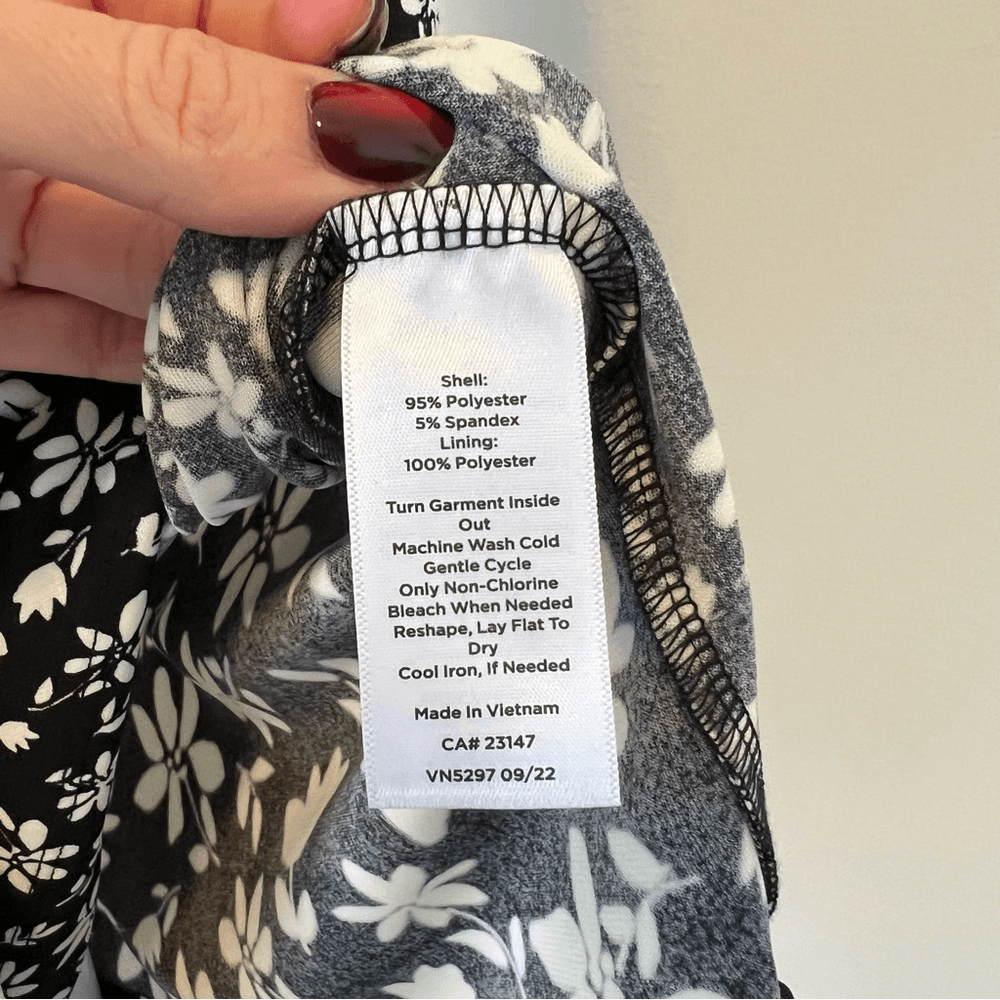 Shell:
95% Polyester
5% Spandex
Lining:
100% Polyester
Turn Garment Inside
Out
Machine Wash Cold
Gentle Cycle
Only Non-Chlorine
Bleach When Needed
Reshape, Lay Flat To
Dry
Cool Iron, If Needed
Made In Vietnam
CA# 23147
VN5297 09/22